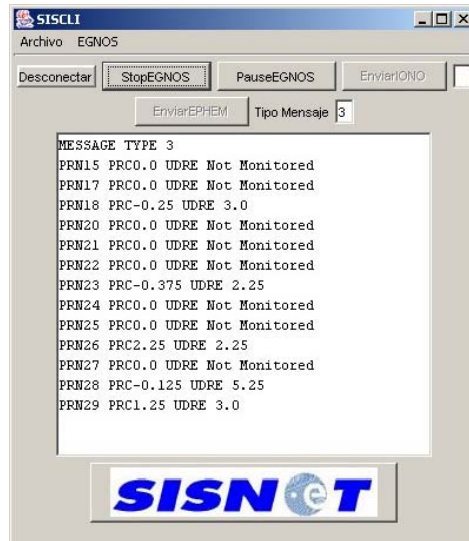 SISCLI
Archivo EGNOS
Desconectar StopEGNOS PauseEGNOS EnviarIONO
EnviarEPHEM Tipo Mensaje 3
MESSAGE TYPE 3
PRN15 PRC0.0 UDRE Not Monitored
PRN17 PRC0.0 UDRE Not Monitored
PRN18 PRC-0.25 UDRE 3.0
PRN20 PRC0.0 UDRE Not Monitored
PRN21 PRC0.0 UDRE Not Monitored
PRN22 PRC0.0 UDRE Not Monitored
PRN23 PRC-0.375 UDRE 2.25
PRN24 PRC0.0 UDRE Not Monitored
PRN25 PRC0.0 UDRE Not Monitored
PRN26 PRC2.25 UDRE 2.25
PRN27 PRC0.0 UDRE Not Monitored
PRN28 PRC-0.125 UDRE 5.25
PRN29 PRC1.25 UDRE 3.0
SISNeT